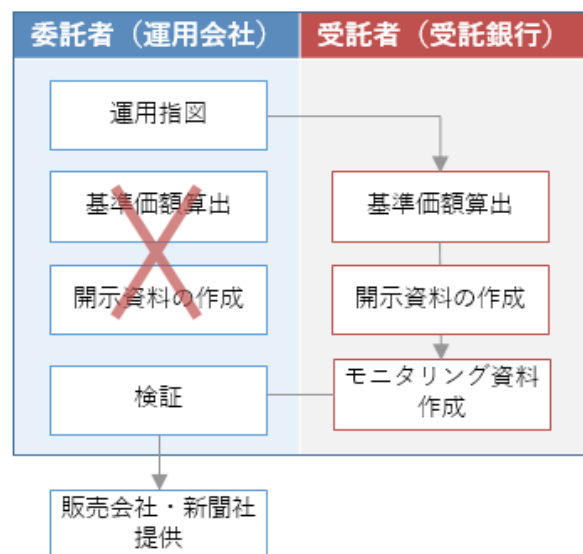 委託者（運用会社）
受託者（受託銀行）
運用指図
基準価額算出
基準価額算出
開示資料の作成
開示資料の作成
検証
モニタリング資料
作成
販売会社・新聞社
提供